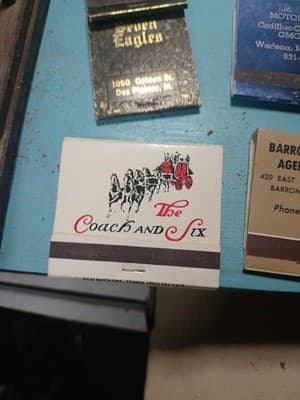 Seven
Eagles
1050 Oakton St.
Des Plaines, Ill.
MOTOR
Cadillac-O
GMC
Wadena, M
631-
The
COACH AND SIX
BARRO
AGE
420 EAST
BARRON
Phone